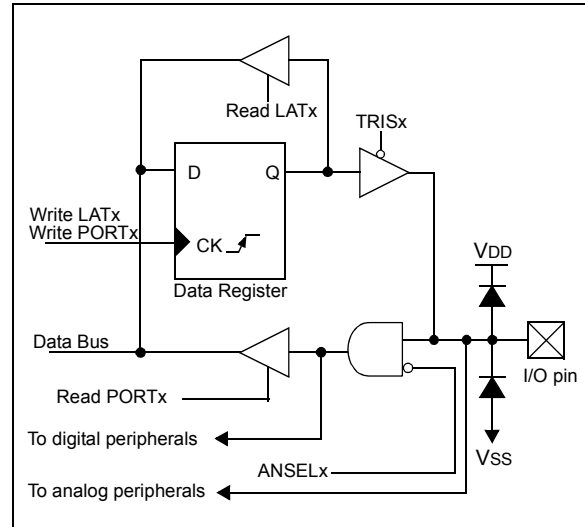 Read LATx
TRISx
D
Q
Write LATx
Write PORTx
CK
Data Register
VDD
Data Bus
I/O pin
Read PORTx
To digital peripherals
VSS
ANSELx
To analog peripherals